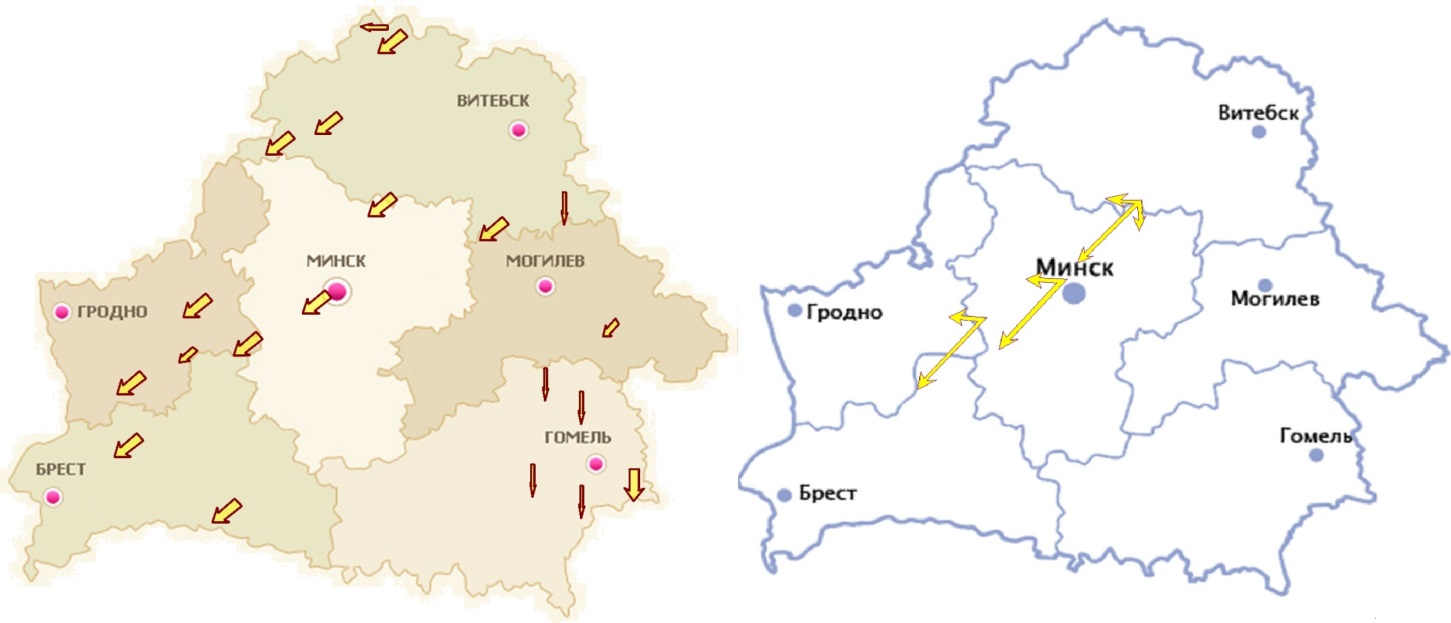 ВИТЕБСК
МИНСК
МОГИЛЕВ
ГРОДНО
ГОМЕЛЬ
БРЕСТ
Витебск
Минск
Могилев
Гродно
Гомель
Брест